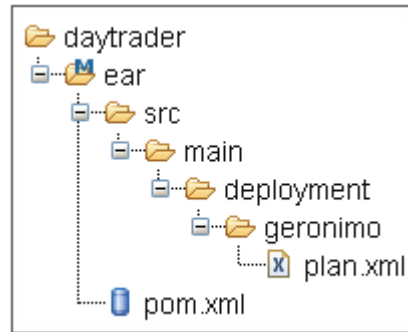 daytrader
ear
src
main
deployment
geronimo
plan.xml
pom.xml